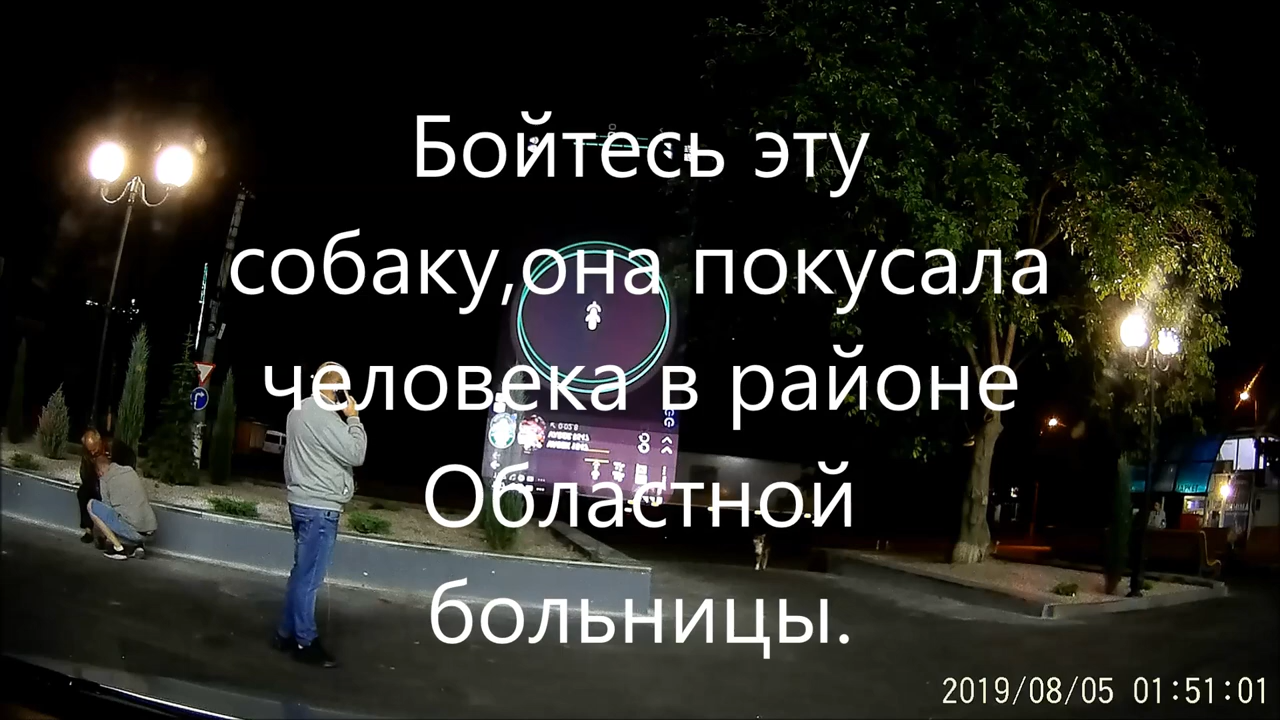 Бойтесь эту
собаку,она покусала
человека в районе
Областной
больницы.
2019/08/05 01:51:01